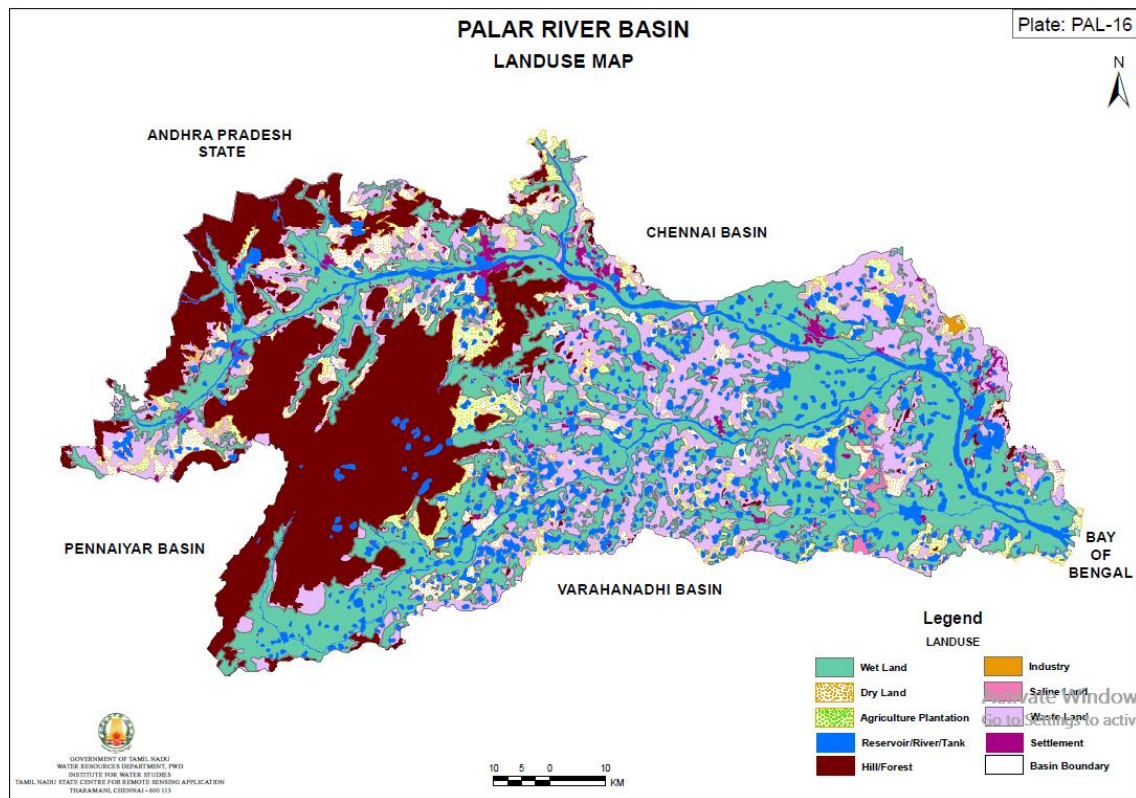 PALAR RIVER BASIN
LANDUSE MAP
Plate: PAL-16
N
ANDHRA PRADESH
STATE
CHENNAI BASIN
PENNAIYAR BASIN
VARAHANADHI BASIN
BAY
OF
BENGAL
Legend
LANDUSE
Wet Land
Dry Land
Agriculture Plantation
Reservoir/River/Tank
Hill/Forest
Industry
Saline Land
Waste Land
Settlement
Basin Boundary
Activate Window
Go to Settings to activ
GOVERNMENT OF TAMIL NADU
WATER RESOURCES DEPARTMENT, PWD
INSTITUTE FOR WATER STUDIES
TAMIL NADU STATE CENTRE FOR REMOTE SENSING APPLICATION
THARAMANI, CHENNAI - 600 113
10 5 0 10
KM